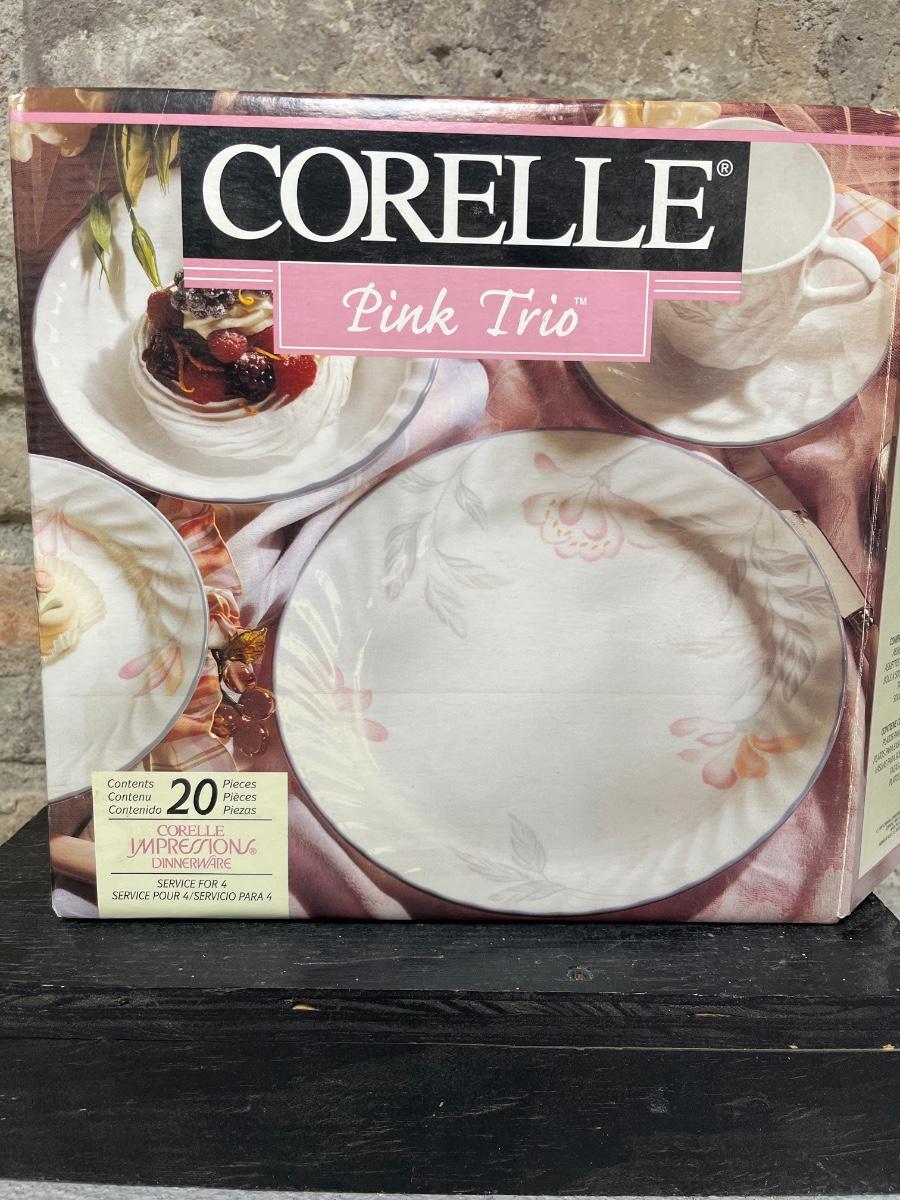 CORELLE®
Pink Trio™
Contents 20 Pieces
Contenu Pièces
Contenido Piezas
CORELLE
IMPRESSIONS®
DINNERWARE
SERVICE FOR 4
SERVICE POUR 4/SERVICIO PARA 4